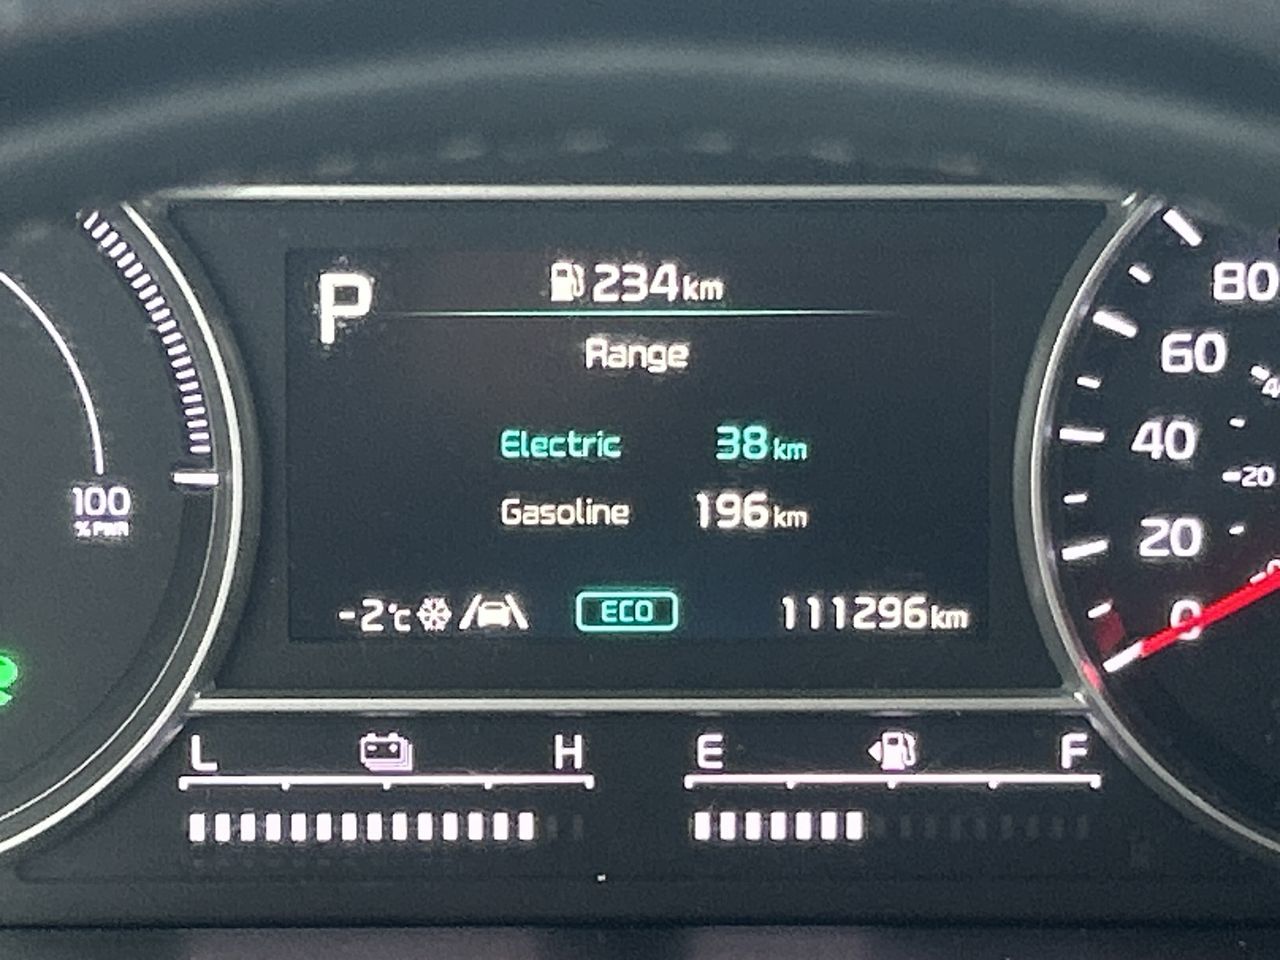 P
234km
Range
Electric 38km
Gasoline 196km
-2°C
ECO
111296km
100
% PWR
80
60
40
20
0
-20
L H
E F